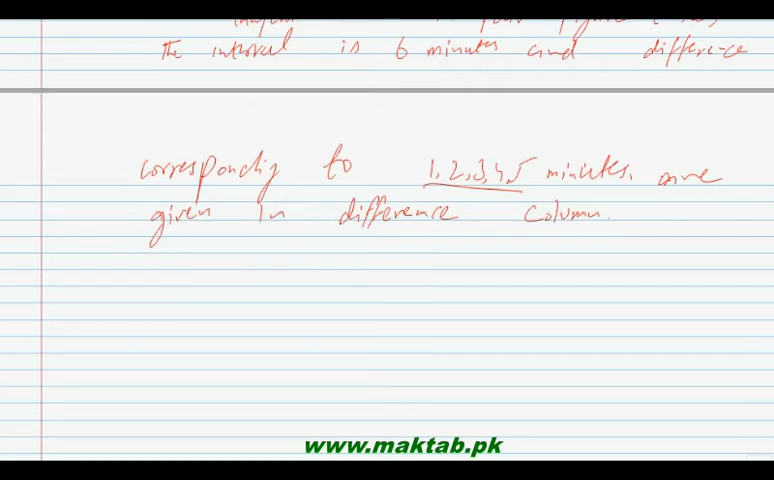 The interval is 6 minutes and difference
corresponding to 1,2,3,4,5 minutes. are
given in difference column.
www.maktab.pk